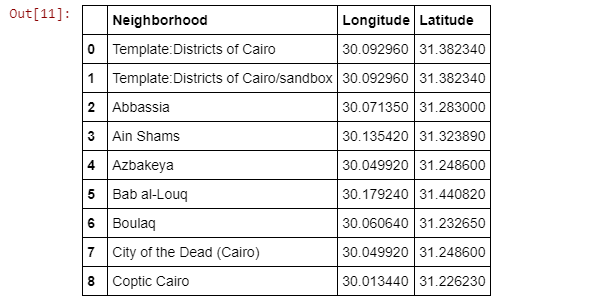 Out[11]:
Neighborhood Longitude Latitude
0 Template:Districts of Cairo 30.092960 31.382340
1 Template:Districts of Cairo/sandbox 30.092960 31.382340
2 Abbassia 30.071350 31.283000
3 Ain Shams 30.135420 31.323890
4 Azbakeya 30.049920 31.248600
5 Bab al-Louq 30.179240 31.440820
6 Boulaq 30.060640 31.232650
7 City of the Dead (Cairo) 30.049920 31.248600
8 Coptic Cairo 30.013440 31.226230